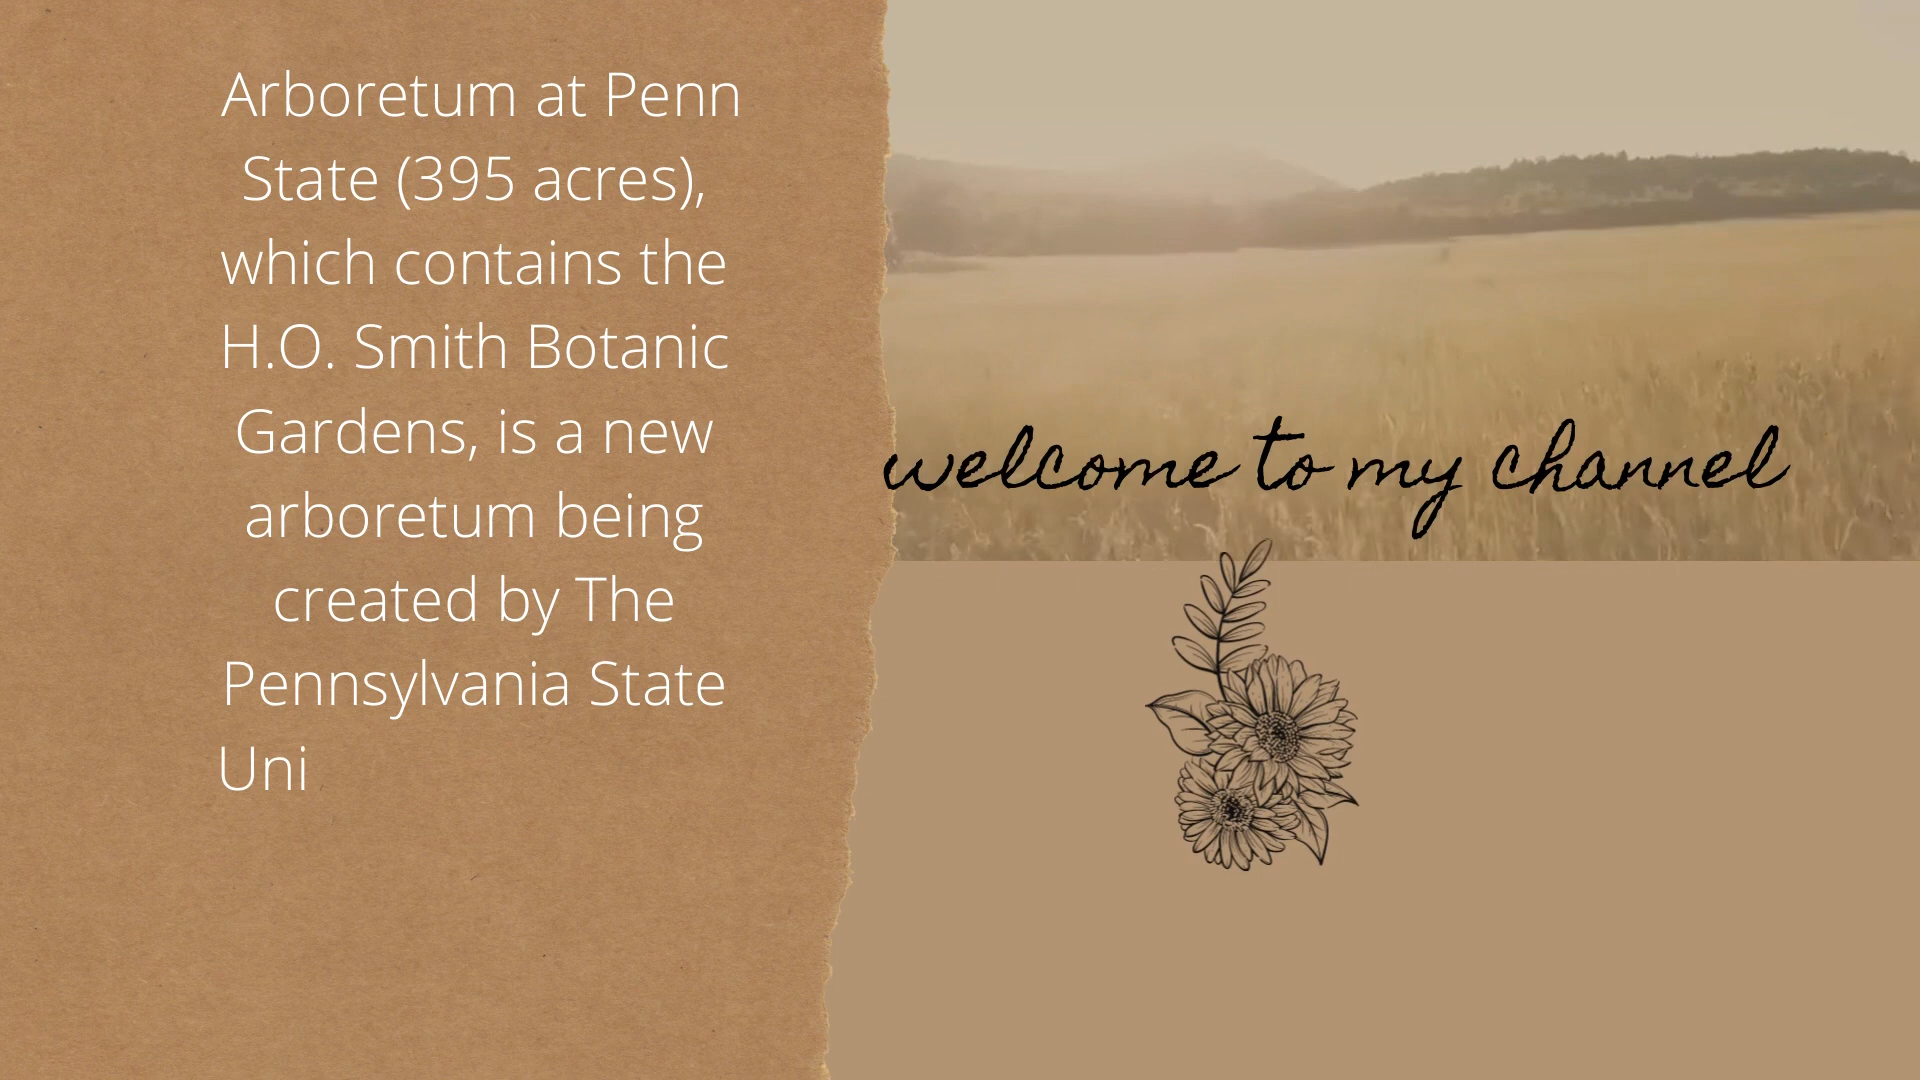 Arboretum at Penn
State (395 acres),
which contains the
H.O. Smith Botanic
Gardens, is a new
arboretum being
created by The
Pennsylvania State
Uni
welcome to my channel